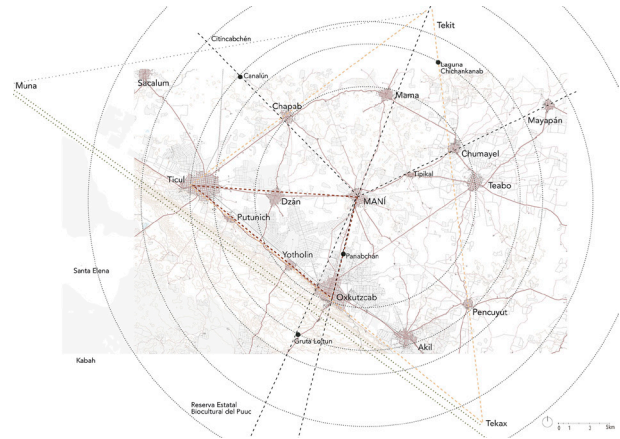 Tekit
Citincabchén
Canalún
Laguna
Chichankanab
Muna
Sacalum
Chapab
Mama
Mayapán
Chumayel
Tipikal
Ticul
Teabo
Dzán
MANÍ
Putunich
Yotholin
Panabchén
Santa Elena
Oxkutzcab
Pencuyut
Gruta Loltun
Akil
Kabah
Reserva Estatal
Biocultural del Puuc
Tekax
0 1 3 5km